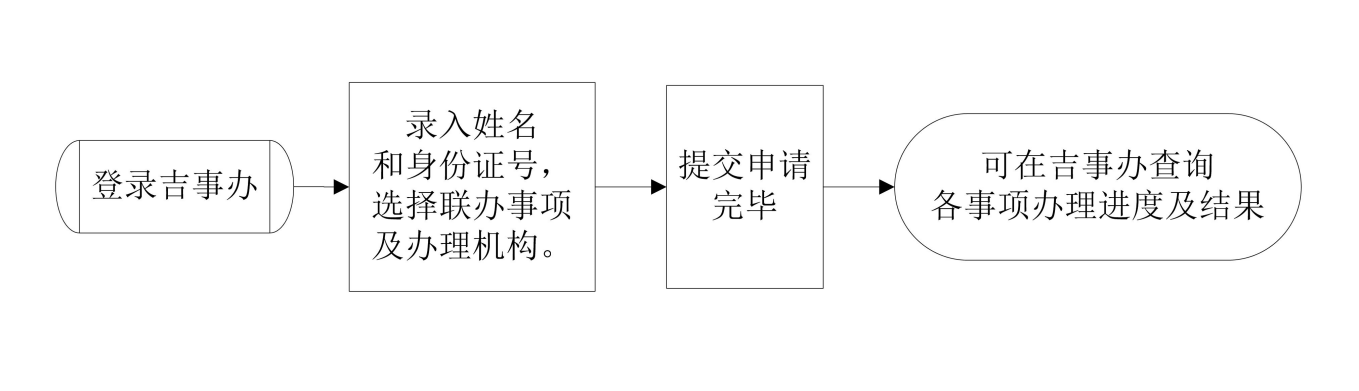 登录吉事办
录入姓名
和身份证号，
选择联办事项
及办理机构。
提交申请
完毕
可在吉事办查询
各事项办理进度及结果